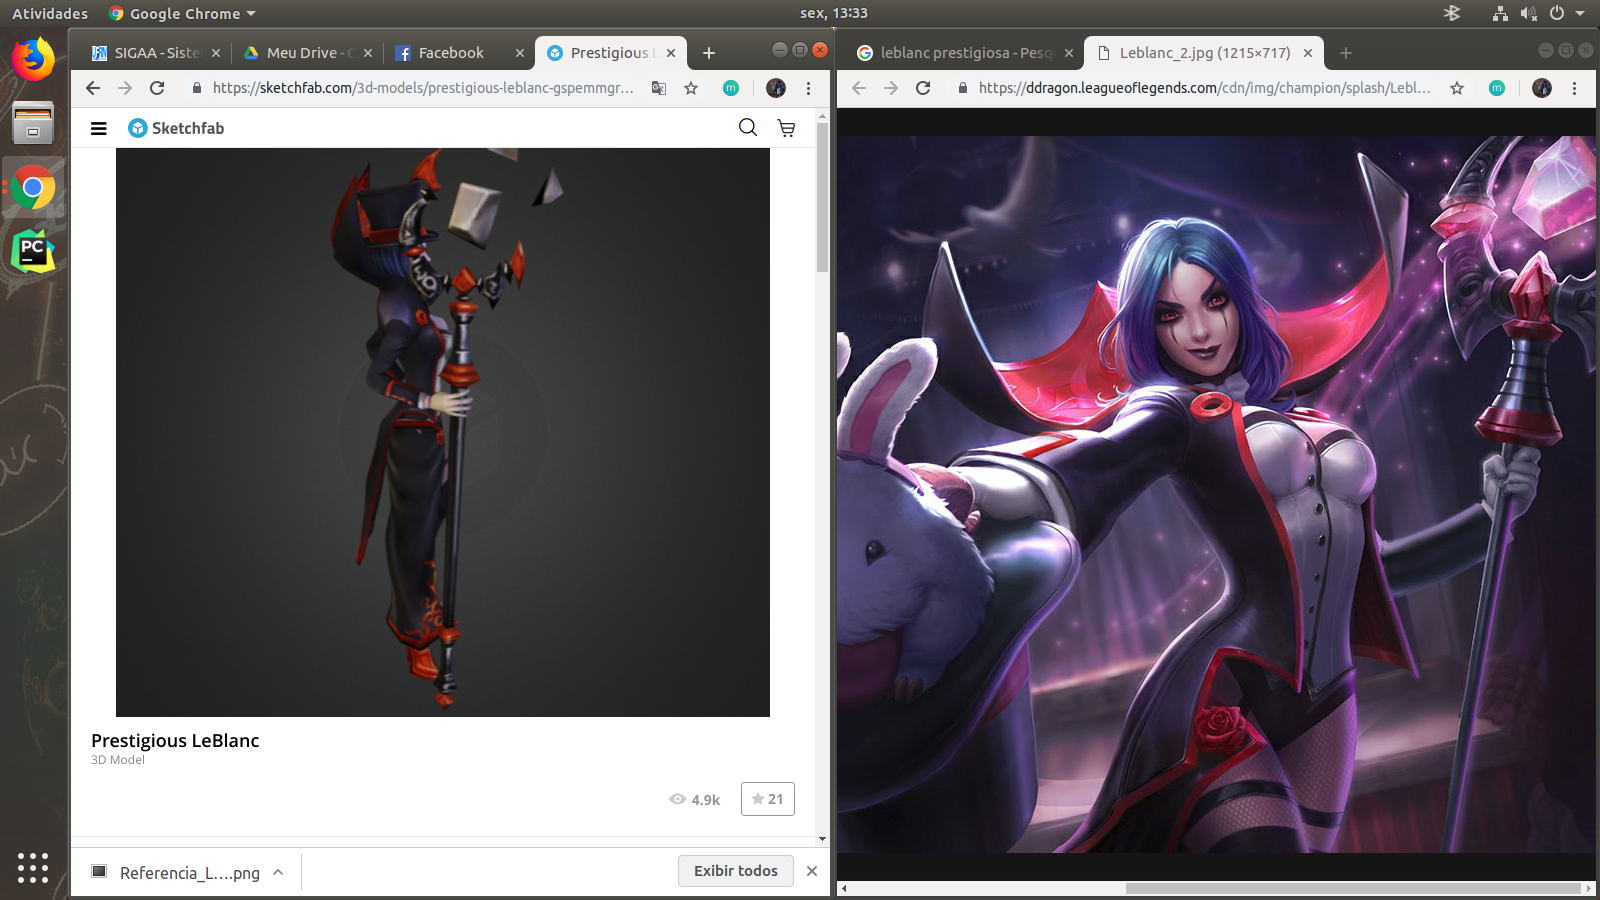 Atividades
Google Chrome
sex, 13:33
SIGAA - Siste
Meu Drive -
Facebook
Prestigious L
leblanc prestigiosa - Pesq
Leblanc_2.jpg (1215×717)
https://sketchfab.com/3d-models/prestigious-leblanc-gspemmgr...
m
https://ddragon.leagueoflegends.com/cdn/img/champion/splash/Lebl...
m
Sketchfab
PC
Prestigious LeBlanc
3D Model
4.9k
21
Referencia_L....png
Exibir todos